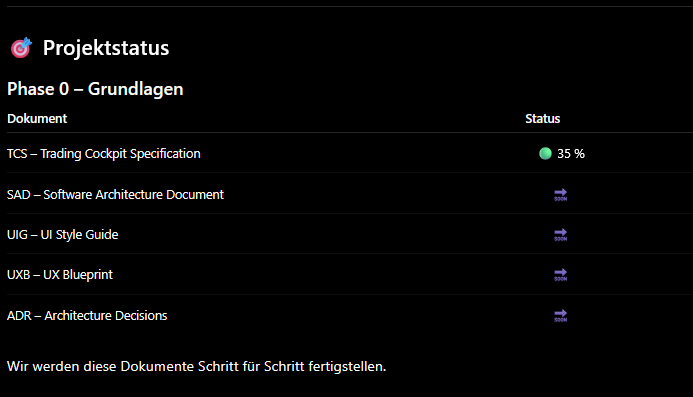 Projektstatus
Phase 0 – Grundlagen
Dokument Status
TCS – Trading Cockpit Specification 35 %
SAD – Software Architecture Document SOON
UIG – UI Style Guide SOON
UXB – UX Blueprint SOON
ADR – Architecture Decisions SOON
Wir werden diese Dokumente Schritt für Schritt fertigstellen.